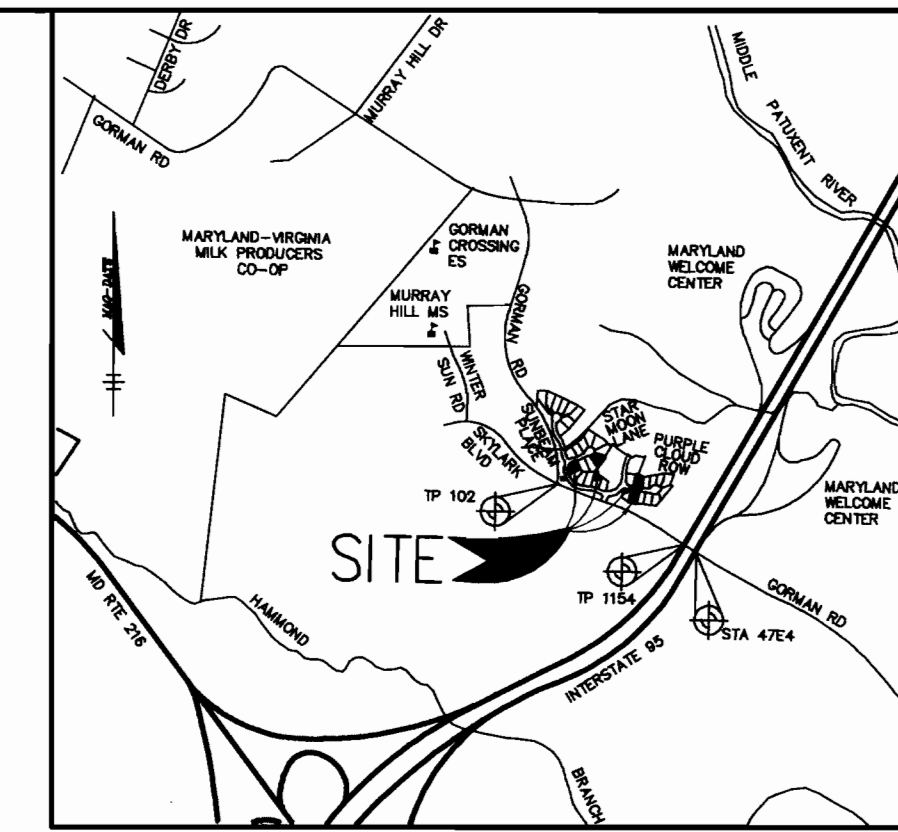 DERBY DR
MURRAY HILL DR
MIDDLE PATUXENT RIVER
GORMAN RD
MARYLAND-VIRGINIA
MILK PRODUCERS
CO-OP
GORMAN
CROSSING
ES
MARYLAND
WELCOME
CENTER
MURRAY
HILL MS
GORMAN RD
WINTER
SUN RD
SUNBEAM
PLACE
STAR
MOON
LANE
SKYLARK
BLVD
PURPLE
CLOUD
ROW
MARYLAND
WELCOME
CENTER
TP 102
SITE
TP 1154
GORMAN RD
STA 47E4
MD RTE 216
HAMMOND
INTERSTATE 95
BRANCH